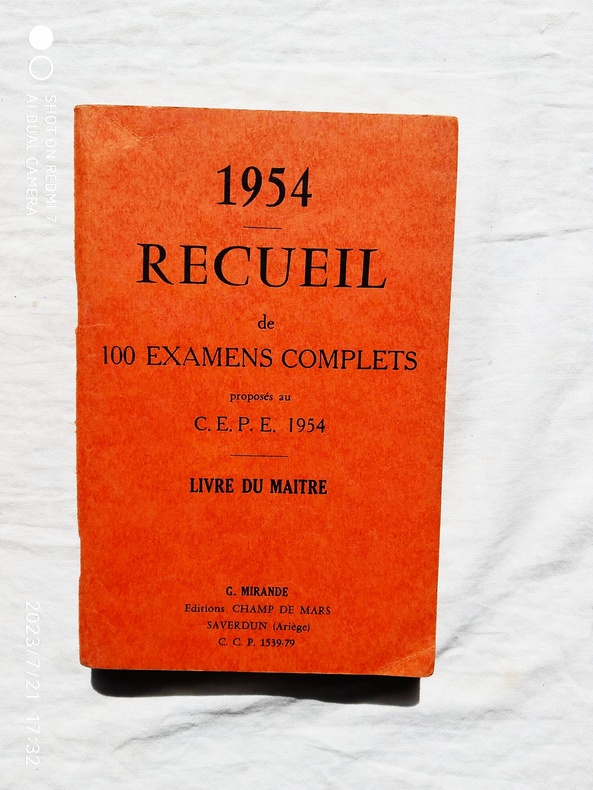 1954
RECUEIL
de
100 EXAMENS COMPLETS
proposés au
C. E. P. E. 1954
LIVRE DU MAITRE
G. MIRANDE
Editions CHAMP DE MARS
SAVERDUN (Ariège)
C. C. P. 1539-79
SHOT ON REDMI 7
AI DUAL CAMERA
2023/7/21 17:32